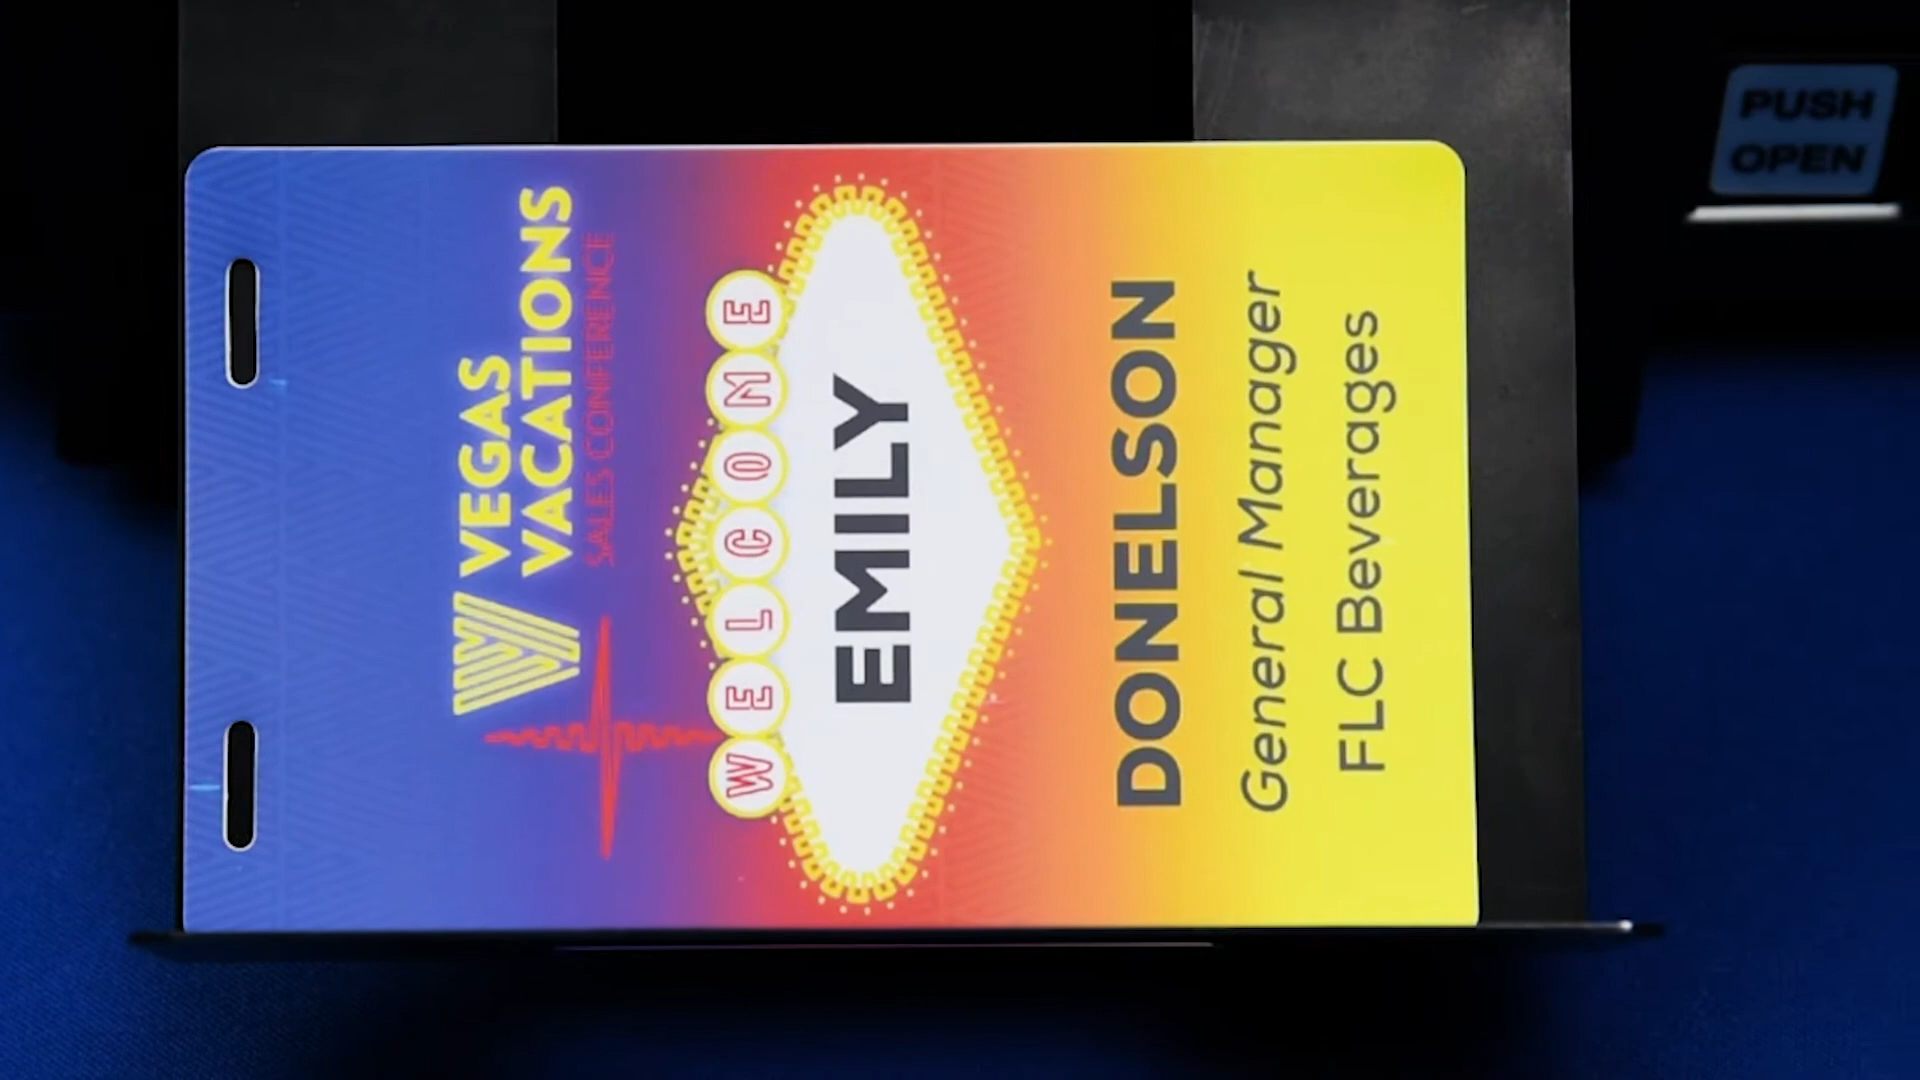 VEGAS
VACATIONS
SALES CONFERENCE
WELCOME
EMILY
DONELSON
General Manager
FLC Beverages
PUSH
OPEN